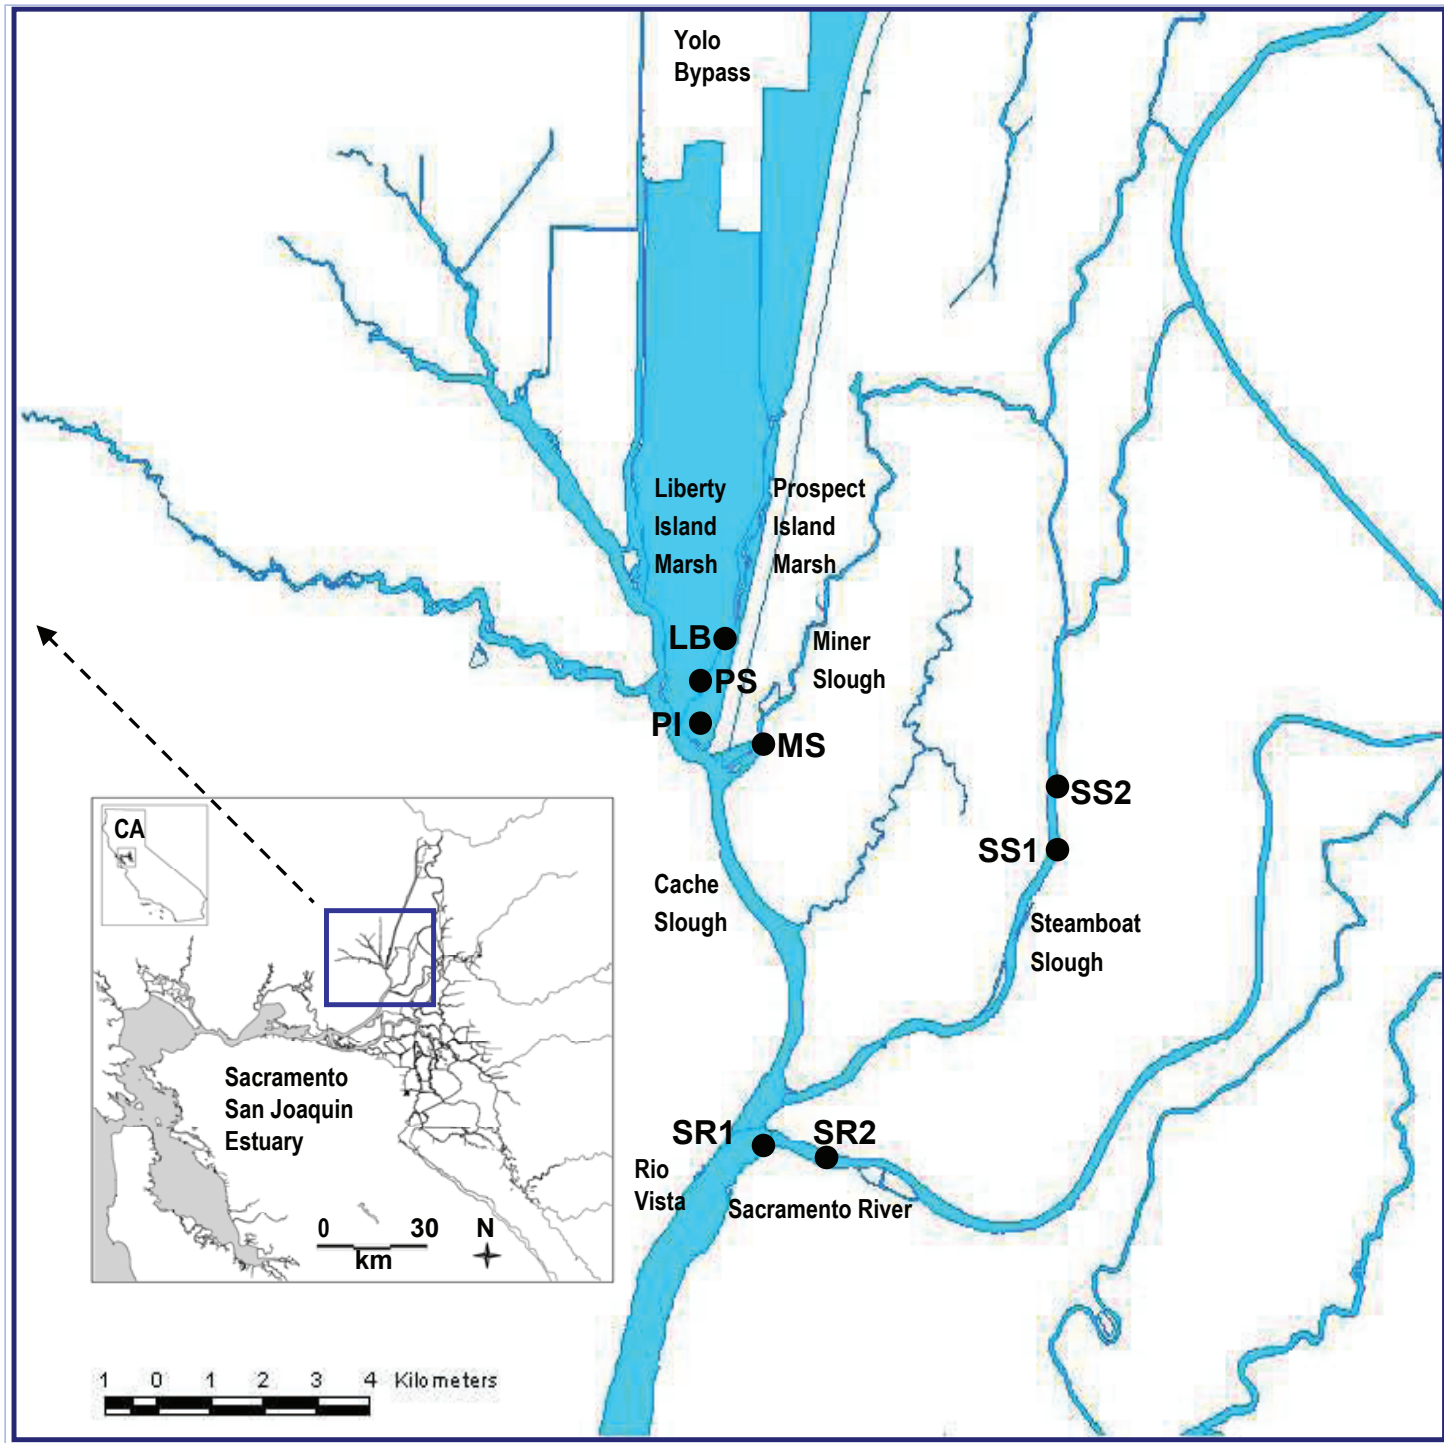 Yolo
Bypass
Liberty
Island
Marsh
Prospect
Island
Marsh
LB
PS
PI
MS
Miner
Slough
SS2
SS1
Cache
Slough
Steamboat
Slough
CA
Sacramento
San Joaquin
Estuary
0 30
km
N
SR1
SR2
Rio
Vista
Sacramento River
1 0 1 2 3 4 Kilometers